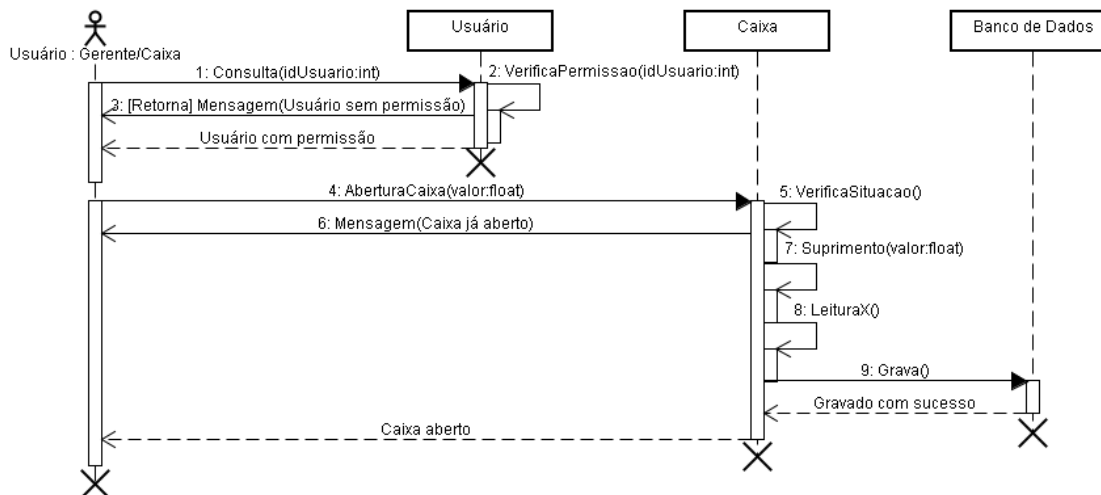 Usuário
Caixa
Banco de Dados
Usuário : Gerente/Caixa
1: Consulta(idUsuario:int)
2: VerificaPermissao(idUsuario:int)
3: [Retorna] Mensagem(Usuário sem permissão)
Usuário com permissão
4: AberturaCaixa(valor:float)
5: VerificaSituacao()
6: Mensagem(Caixa já aberto)
7: Suprimento(valor:float)
8: LeituraX()
9: Grava()
Gravado com sucesso
Caixa aberto